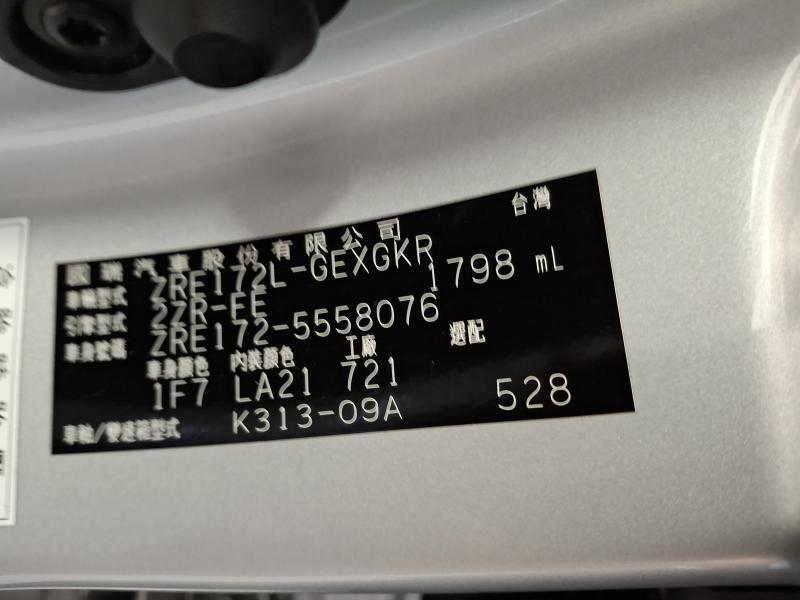 台灣
國瑞汽車股份有限公司
車輛型式 ZRE172L-GEXGKR
引擎型式 2ZR-FE 1798 mL
車身號碼 ZRE172-5558076
車身顏色 內裝顏色 工廠 選配
1F7 LA21 721
車軸/變速箱型式 K313-09A 528